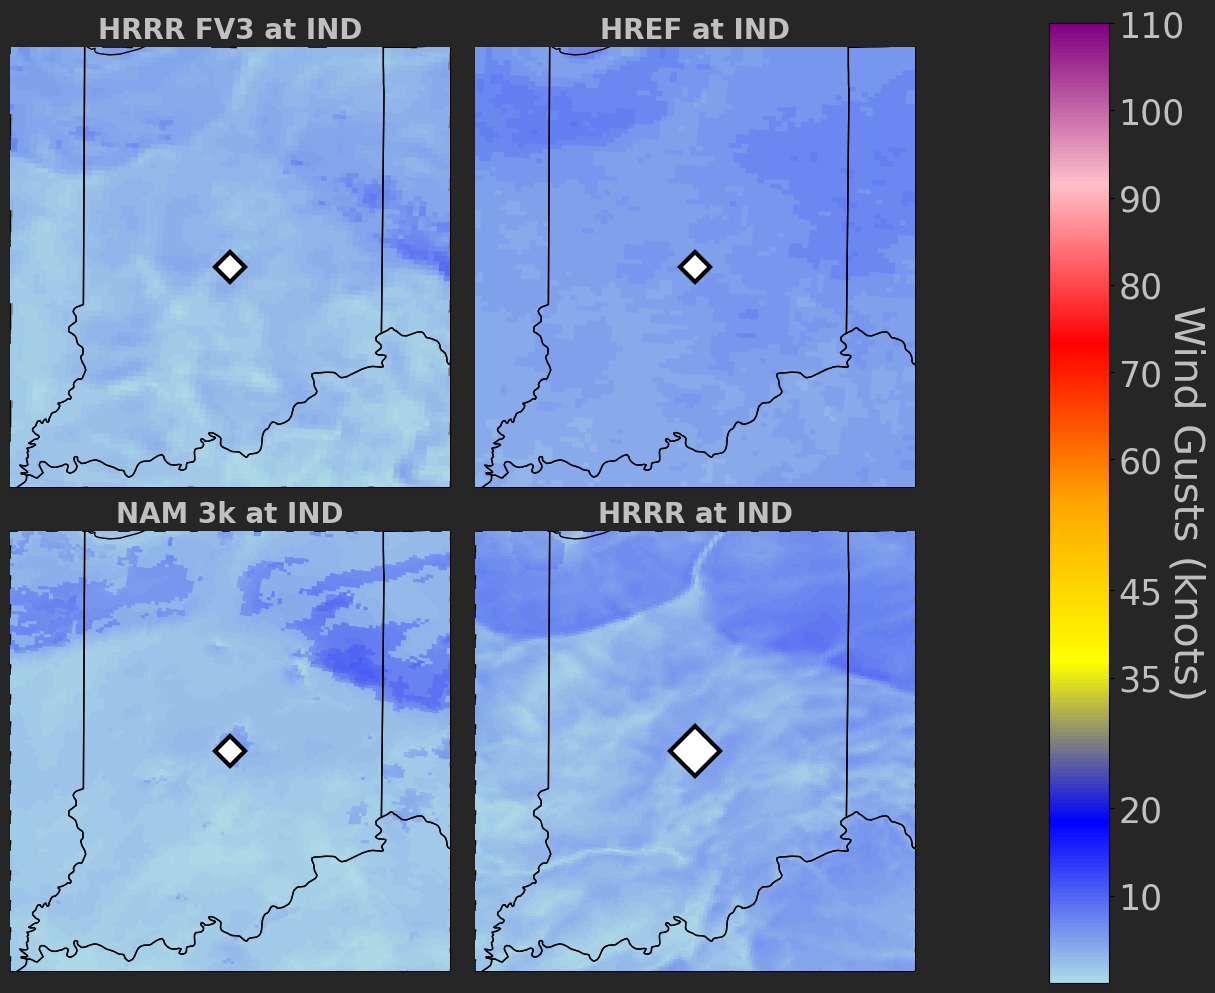 HRRR FV3 at IND
HREF at IND
NAM 3k at IND
HRRR at IND
110
100
90
80
70
60
45
35
20
10
Wind Gusts (knots)